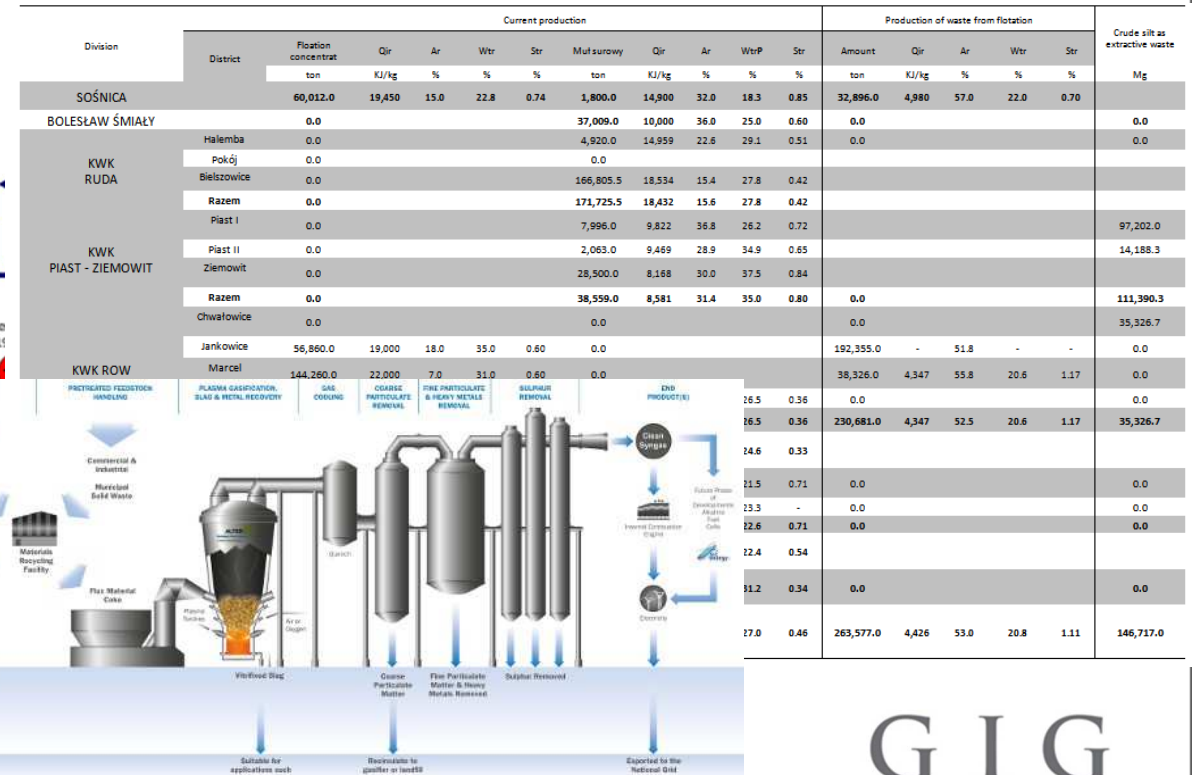 Current production Production of waste from flotation Crude silt as extractive waste
Division District Floation concentrat Qir Ar Wtr Str Muł surowy Qir Ar WtrP Str Amount Qir Ar Wtr Str
ton KJ/kg % % % ton KJ/kg % % % ton KJ/kg % % % Mg
SOŚNICA 60,012.0 19,450 15.0 22.8 0.74 1,800.0 14,900 32.0 18.3 0.85 32,896.0 4,980 57.0 22.0 0.70
BOLESŁAW ŚMIAŁY 0.0 37,009.0 10,000 36.0 25.0 0.60 0.0 0.0
KWK RUDA
Halemba 0.0 4,920.0 14,959 22.6 29.1 0.51 0.0 0.0
Pokój 0.0 0.0
Bielszowice 0.0 166,805.5 18,534 15.4 27.8 0.42
Razem 0.0 171,725.5 18,432 15.6 27.8 0.42
KWK PIAST - ZIEMOWIT
Piast I 0.0 7,996.0 9,822 36.8 26.2 0.72 97,202.0
Piast II 0.0 2,063.0 9,469 28.9 34.9 0.65 14,188.3
Ziemowit 0.0 28,500.0 8,168 30.0 37.5 0.84
Razem 0.0 38,559.0 8,581 31.4 35.0 0.80 0.0 111,390.3
KWK ROW
Chwałowice 0.0 0.0 0.0 35,326.7
Jankowice 56,860.0 19,000 18.0 35.0 0.60 0.0 192,355.0 - 51.8 - - 0.0
Marcel 144,260.0 22,000 7.0 31.0 0.60 0.0 38,326.0 4,347 55.8 20.6 1.17 0.0
26.5 0.36 0.0 0.0
26.5 0.36 230,681.0 4,347 52.5 20.6 1.17 35,326.7
24.6 0.33
21.5 0.71 0.0 0.0
23.3 - 0.0 0.0
22.6 0.71 0.0 0.0
22.4 0.54
31.2 0.34 0.0 0.0
27.0 0.46 263,577.0 4,426 53.0 20.8 1.11 146,717.0
PRETREATED FEEDSTOCK HANDLING
PLASMA GASIFICATION, SLAG & METAL RECOVERY
GAS COOLING
COARSE PARTICULATE REMOVAL
FINE PARTICULATE & HEAVY METALS REMOVAL
SULPHUR REMOVAL
END PRODUCT(S)
Commercial &
Industrial
Municipal
Solid Waste
Materials
Recycling
Facility
Flux Material
Coke
Plasma
Torches
Air or
Oxygen
Quench
Clean
Syngas
Internal Combustion
Engine
Future Phase
of
Developments
Alkaline
Fuel
Cells
Electricity
Vitrified Slag
Coarse
Particulate
Matter
Fine Particulate
Matter & Heavy
Metals Removed
Sulphur Removed
Suitable for
applications such
Recirculate to
gasifier or landfill
Exported to the
National Grid
G I G